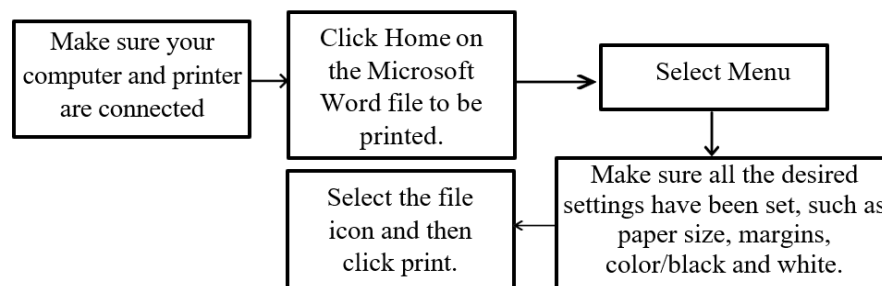 Make sure your
computer and printer
are connected
Click Home on
the Microsoft
Word file to be
printed.
Select Menu
Make sure all the desired
settings have been set, such as
paper size, margins,
color/black and white.
Select the file
icon and then
click print.